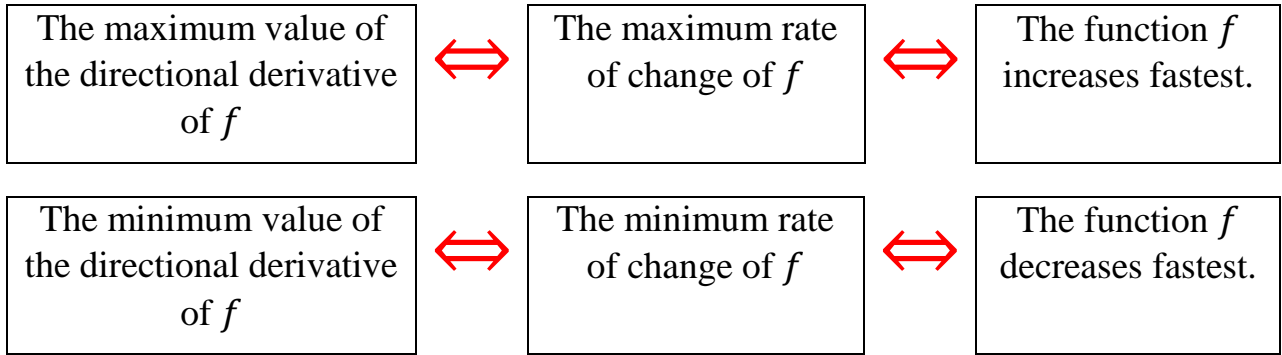 The maximum value of
the directional derivative
of f
⇔
The maximum rate
of change of f
⇔
The function f
increases fastest.
The minimum value of
the directional derivative
of f
⇔
The minimum rate
of change of f
⇔
The function f
decreases fastest.